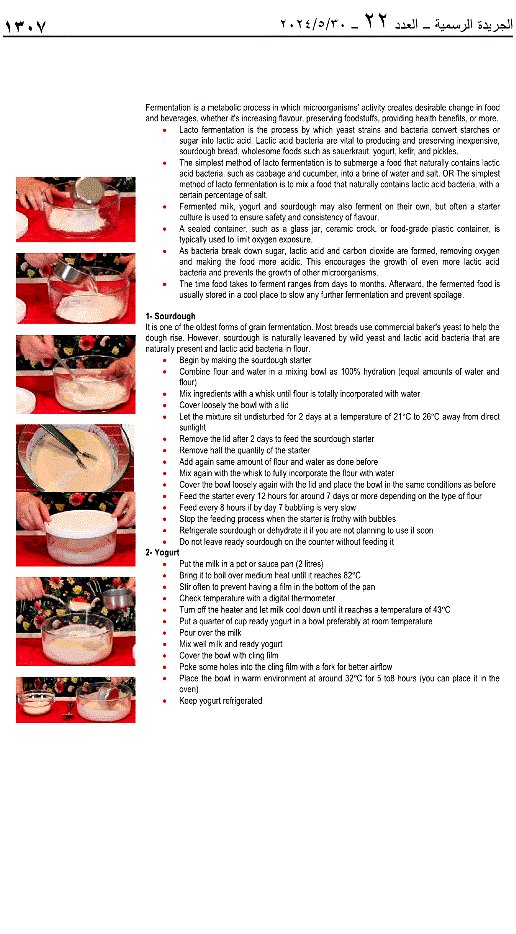 الجريدة الرسمية ــ العدد ٢٢ ــ ٢٠٢٤/٥/٣٠
١٣٠٧
Fermentation is a metabolic process in which microorganisms' activity creates desirable change in food
and beverages, whether it's increasing flavour, preserving foodstuffs, providing health benefits, or more.
• Lacto fermentation is the process by which yeast strains and bacteria convert starches or
sugar into lactic acid. Lactic acid bacteria are vital to producing and preserving inexpensive,
sourdough bread, wholesome foods such as sauerkraut, yogurt, kefir, and pickles.
• The simplest method of lacto fermentation is to submerge a food that naturally contains lactic
acid bacteria, such as cabbage and cucumber, into a brine of water and salt. OR The simplest
method of lacto fermentation is to mix a food that naturally contains lactic acid bacteria, with a
certain percentage of salt.
• Fermented milk, yogurt and sourdough may also ferment on their own, but often a starter
culture is used to ensure safety and consistency of flavour.
• A sealed container, such as a glass jar, ceramic crock, or food-grade plastic container, is
typically used to limit oxygen exposure.
• As bacteria break down sugar, lactic acid and carbon dioxide are formed, removing oxygen
and making the food more acidic. This encourages the growth of even more lactic acid
bacteria and prevents the growth of other microorganisms.
• The time food takes to ferment ranges from days to months. Afterward, the fermented food is
usually stored in a cool place to slow any further fermentation and prevent spoilage.
1- Sourdough
It is one of the oldest forms of grain fermentation. Most breads use commercial baker's yeast to help the
dough rise. However, sourdough is naturally leavened by wild yeast and lactic acid bacteria that are
naturally present and lactic acid bacteria in flour.
• Begin by making the sourdough starter
• Combine flour and water in a mixing bowl as 100% hydration (equal amounts of water and
flour)
• Mix ingredients with a whisk until flour is totally incorporated with water
• Cover loosely the bowl with a lid
• Let the mixture sit undisturbed for 2 days at a temperature of 21°C to 26°C away from direct
sunlight
• Remove the lid after 2 days to feed the sourdough starter
• Remove half the quantity of the starter
• Add again same amount of flour and water as done before
• Mix again with the whisk to fully incorporate the flour with water
• Cover the bowl loosely again with the lid and place the bowl in the same conditions as before
• Feed the starter every 12 hours for around 7 days or more depending on the type of flour
• Feed every 8 hours if by day 7 bubbling is very slow
• Stop the feeding process when the starter is frothy with bubbles
• Refrigerate sourdough or dehydrate it if you are not planning to use it soon
• Do not leave ready sourdough on the counter without feeding it
2- Yogurt
• Put the milk in a pot or sauce pan (2 litres)
• Bring it to boil over medium heat until it reaches 82°C
• Stir often to prevent having a film in the bottom of the pan
• Check temperature with a digital thermometer
• Turn off the heater and let milk cool down until it reaches a temperature of 43°C
• Put a quarter of cup ready yogurt in a bowl preferably at room temperature
• Pour over the milk
• Mix well milk and ready yogurt
• Cover the bowl with cling film
• Poke some holes into the cling film with a fork for better airflow
• Place the bowl in warm environment at around 32°C for 5 to8 hours (you can place it in the
oven)
• Keep yogurt refrigerated